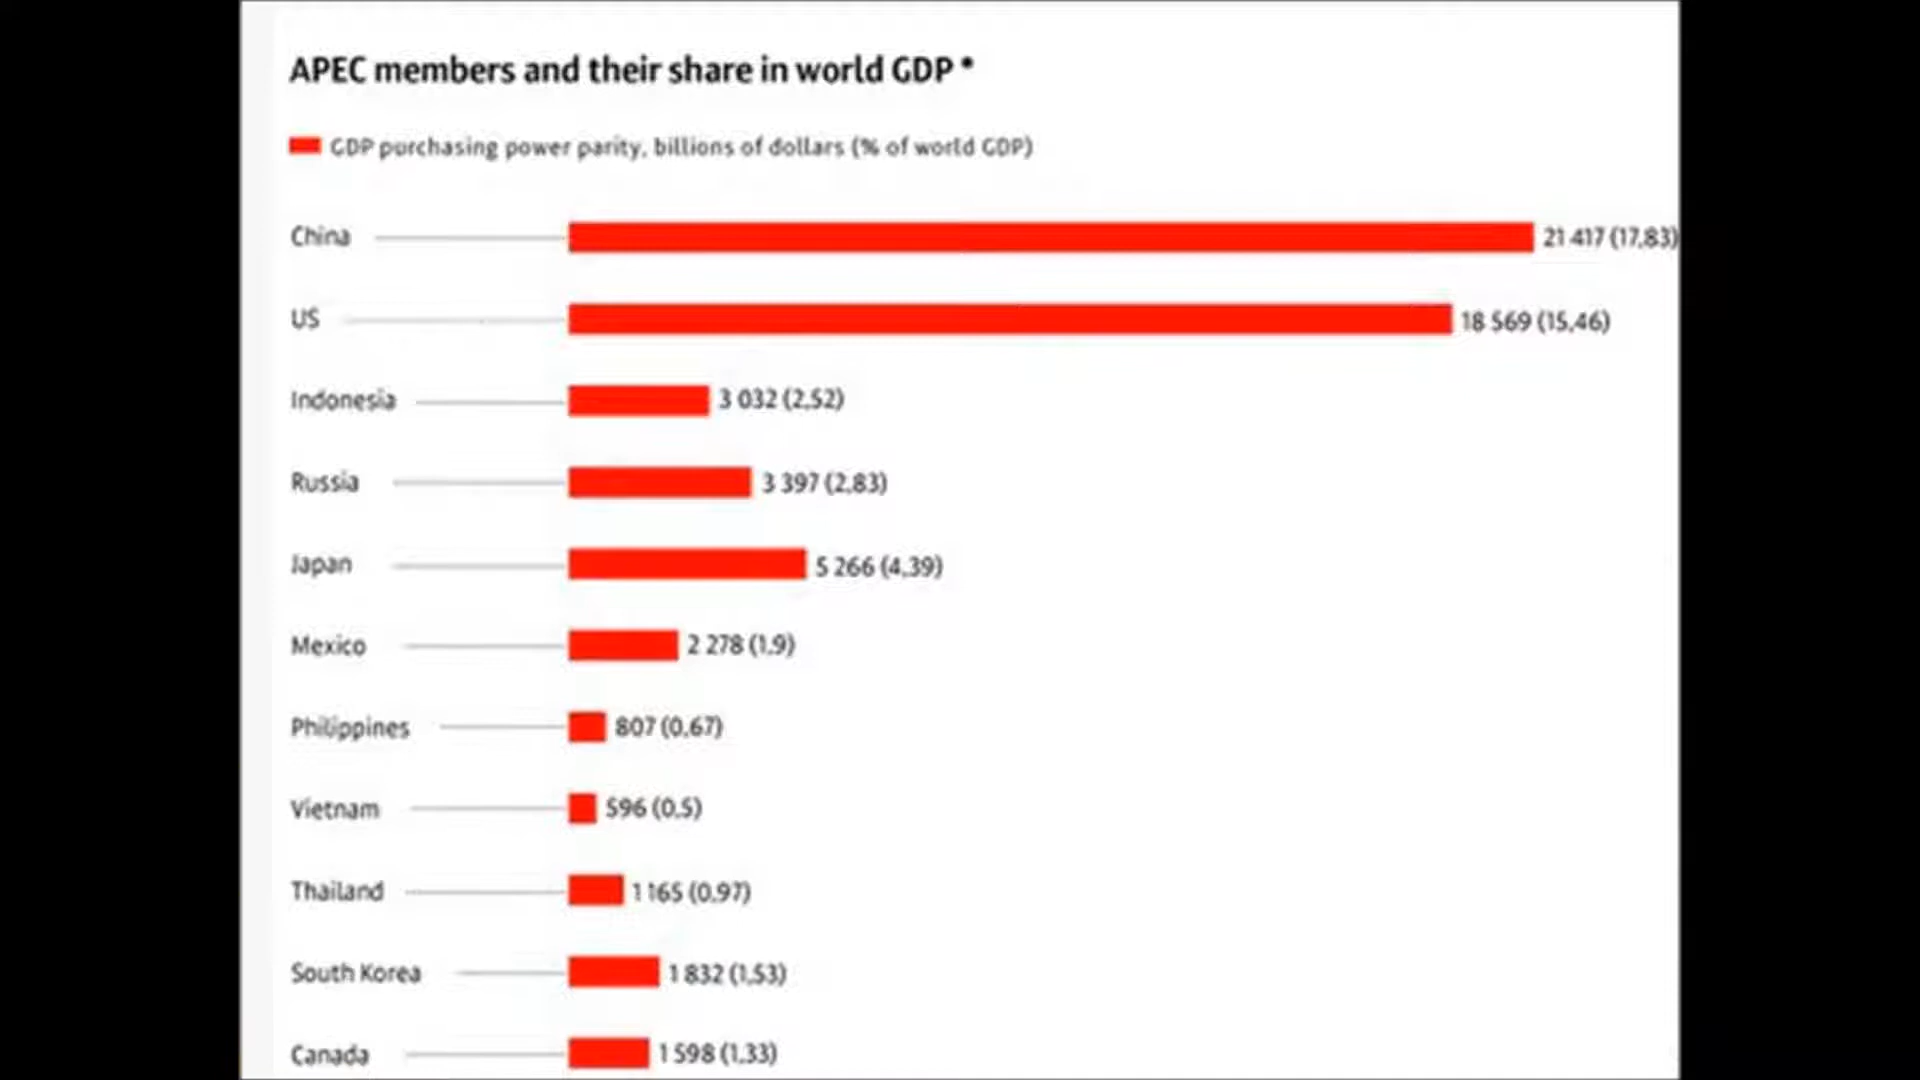 APEC members and their share in world GDP *
GDP purchasing power parity, billions of dollars (% of world GDP)
China 21 417 (17,83)
US 18 569 (15,46)
Indonesia 3 032 (2,52)
Russia 3 397 (2,83)
Japan 5 266 (4,39)
Mexico 2 278 (1,9)
Philippines 807 (0,67)
Vietnam 596 (0,5)
Thailand 1 165 (0,97)
South Korea 1 832 (1,53)
Canada 1 598 (1,33)